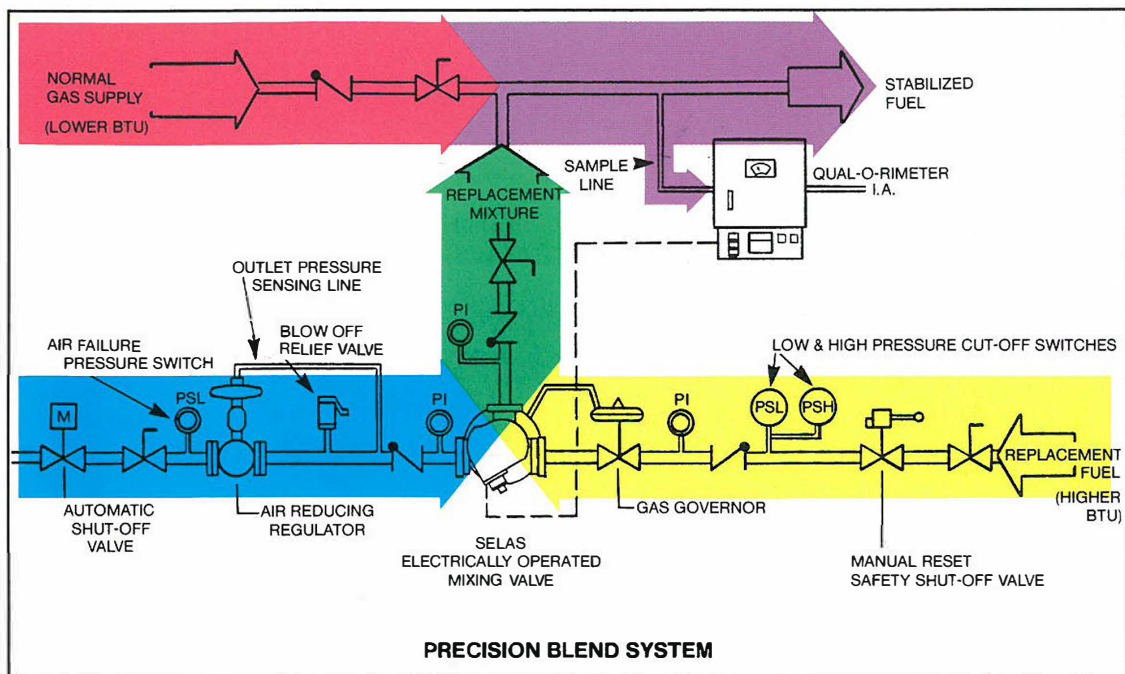 NORMAL
GAS SUPPLY
(LOWER BTU)
STABILIZED
FUEL
SAMPLE
LINE
QUAL-O-RIMETER
I.A.
REPLACEMENT
MIXTURE
OUTLET PRESSURE
SENSING LINE
PI
AIR FAILURE
PRESSURE SWITCH
BLOW OFF
RELIEF VALVE
LOW & HIGH PRESSURE CUT-OFF SWITCHES
M
PSL
PI
PI
PSL
PSH
REPLACEMENT
FUEL
(HIGHER
BTU)
AUTOMATIC
SHUT-OFF
VALVE
AIR REDUCING
REGULATOR
GAS GOVERNOR
SELAS
ELECTRICALLY OPERATED
MIXING VALVE
MANUAL RESET
SAFETY SHUT-OFF VALVE
PRECISION BLEND SYSTEM